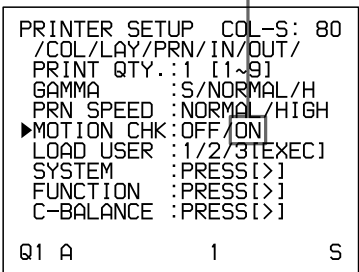 PRINTER SETUP COL-S: 80
/COL/LAY/PRN/IN/OUT/
PRINT QTY.:1 [1~9]
GAMMA :S/NORMAL/H
PRN SPEED :NORMAL/HIGH
▶MOTION CHK:OFF/ON
LOAD USER :1/2/3[EXEC]
SYSTEM :PRESS[>]
FUNCTION :PRESS[>]
C-BALANCE :PRESS[>]
Q1 A 1 S